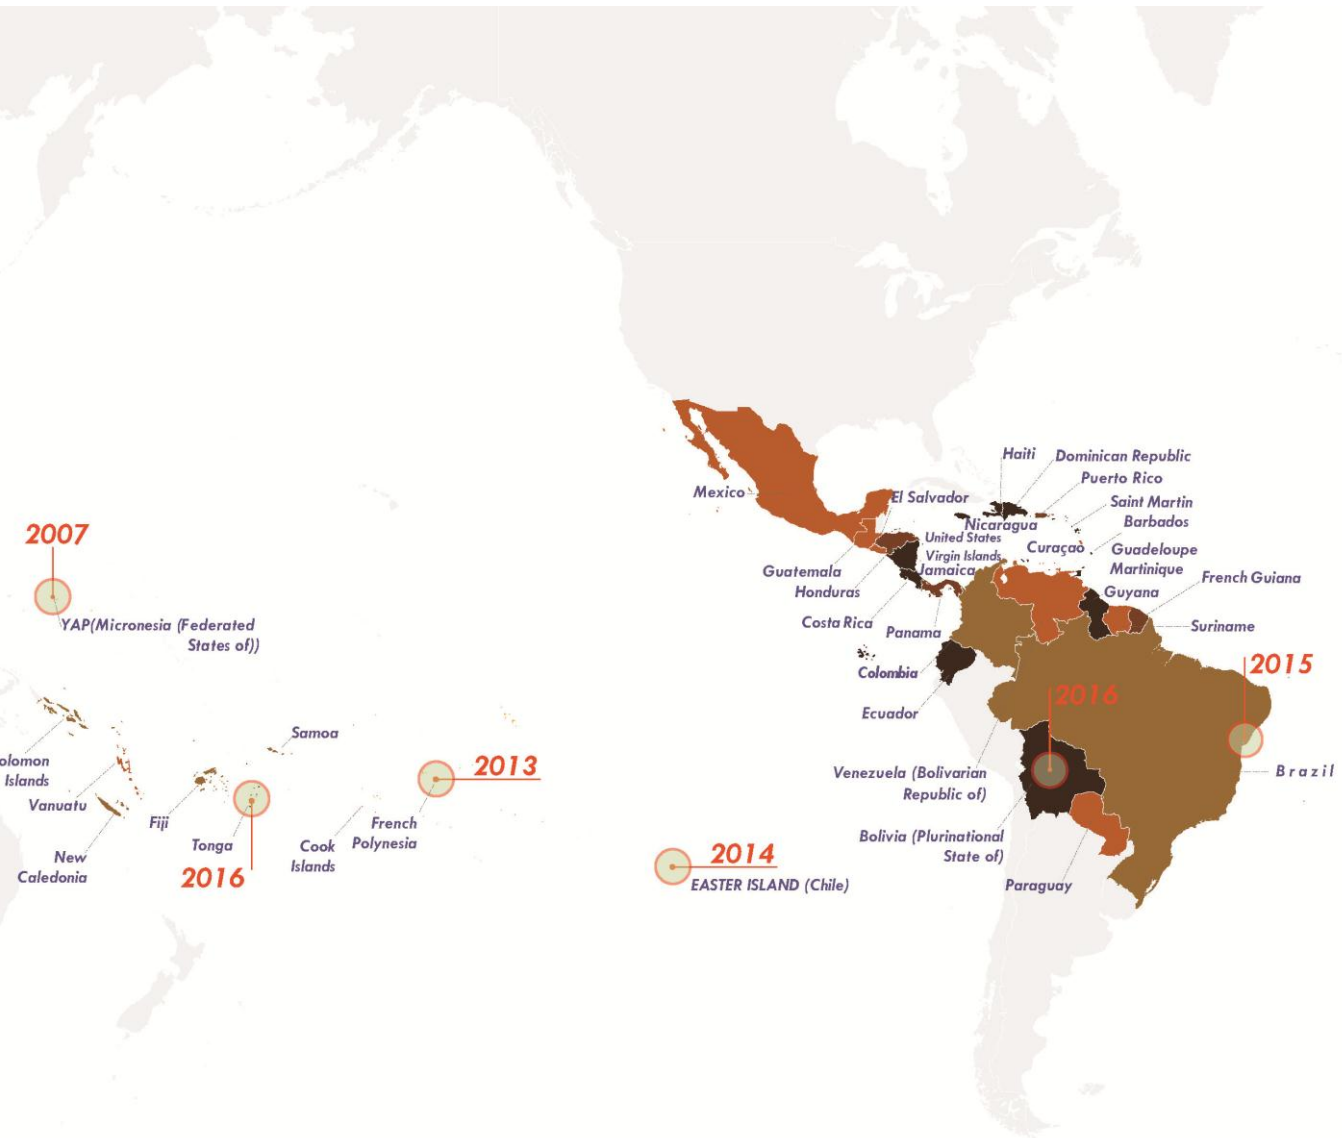 Haiti
Dominican Republic
Puerto Rico
Mexico
El Salvador
Saint Martin
Barbados
Nicaragua
United States
Virgin Islands
Curaçao
Guadeloupe
Martinique
Jamaica
Guatemala
Honduras
French Guiana
Guyana
Costa Rica
Panama
Suriname
2007
YAP(Micronesia (Federated
States of))
Colombia
2015
Ecuador
2016
Samoa
olomon
Islands
2013
Venezuela (Bolivarian
Republic of)
Brazil
Vanuatu
Fiji
Tonga
French
Polynesia
Cook
Islands
Bolivia (Plurinational
State of)
New
Caledonia
2016
2014
EASTER ISLAND (Chile)
Paraguay